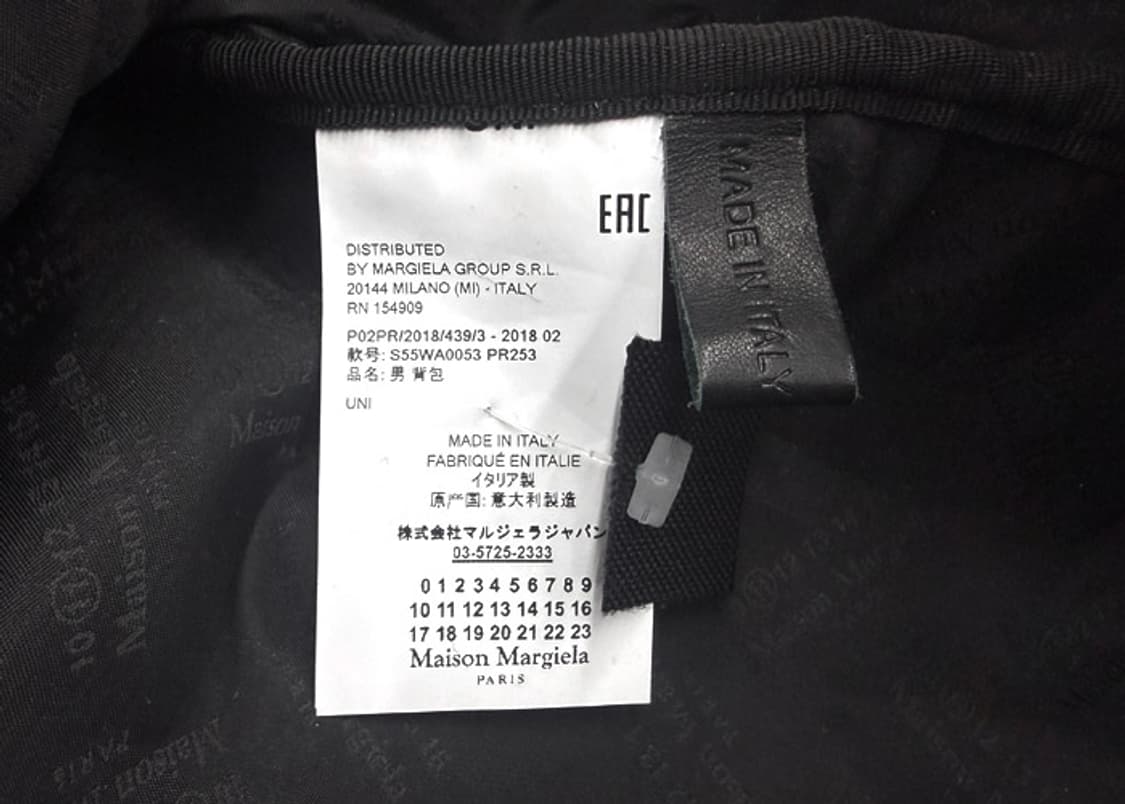 EAC
DISTRIBUTED
BY MARGIELA GROUP S.R.L.
20144 MILANO (MI) - ITALY
RN 154909
P02PR/2018/439/3 - 2018 02
款号: S55WA0053 PR253
品名: 男 背包
UNI
MADE IN ITALY
FABRIQUÉ EN ITALIE
イタリア製
原产国: 意大利製造
株式会社マルジェラジャパン
03-5725-2333
0 1 2 3 4 5 6 7 8 9
10 11 12 13 14 15 16
17 18 19 20 21 22 23
Maison Margiela
PARIS
MADE IN ITALY
Maison
Maison
PARIS